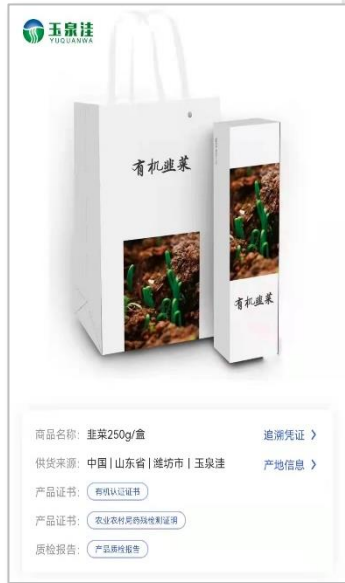 玉泉洼
YUQUANWA
有机韭菜
有机韭菜
商品名称: 韭菜250g/盒
追溯凭证 >
供货来源: 中国|山东省|潍坊市|玉泉洼
产地信息 >
产品证书: 有机认证证书
产品证书: 农业农村局药残检测证明
质检报告: 产品质检报告